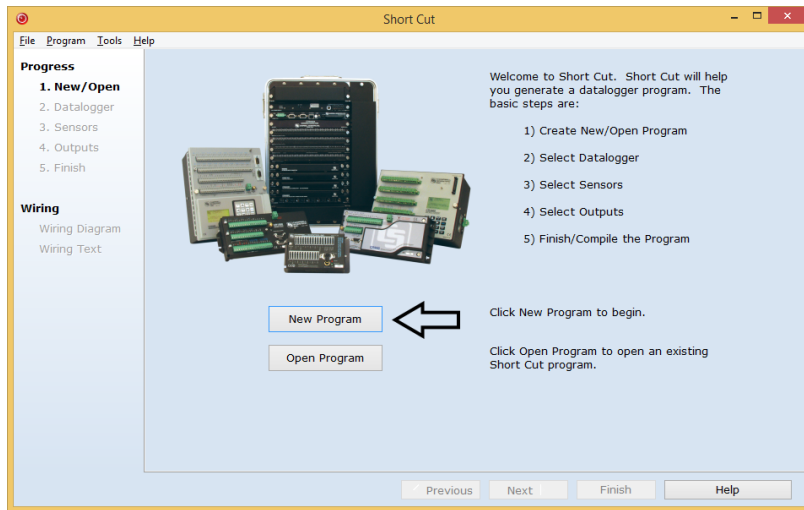 Short Cut
File Program Tools Help
Progress
1. New/Open
2. Datalogger
3. Sensors
4. Outputs
5. Finish
Wiring
Wiring Diagram
Wiring Text
Welcome to Short Cut. Short Cut will help
you generate a datalogger program. The
basic steps are:
1) Create New/Open Program
2) Select Datalogger
3) Select Sensors
4) Select Outputs
5) Finish/Compile the Program
New Program
Click New Program to begin.
Open Program
Click Open Program to open an existing
Short Cut program.
Previous Next Finish Help